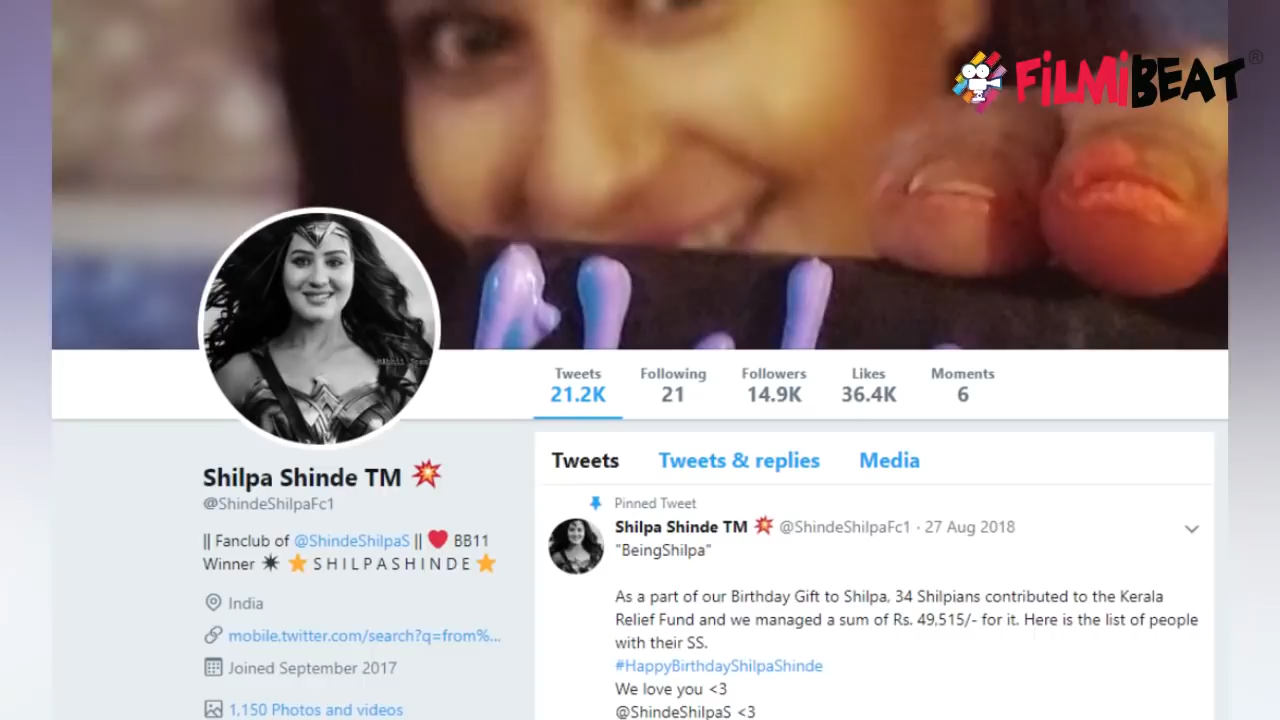 FiLMiBEAT®
Tweets Following Followers Likes Moments
21.2K 21 14.9K 36.4K 6
Shilpa Shinde TM 💥
@ShindeShilpaFc1
|| Fanclub of @ShindeShilpaS || ❤️ BB11
Winner ✴ ⭐ S H I L P A S H I N D E ⭐
India
mobile.twitter.com/search?q=from%...
Joined September 2017
1,150 Photos and videos
Tweets Tweets & replies Media
Pinned Tweet
Shilpa Shinde TM 💥 @ShindeShilpaFc1 · 27 Aug 2018
"BeingShilpa"
As a part of our Birthday Gift to Shilpa, 34 Shilpians contributed to the Kerala
Relief Fund and we managed a sum of Rs. 49,515/- for it. Here is the list of people
with their SS.
#HappyBirthdayShilpaShinde
We love you <3
@ShindeShilpaS <3